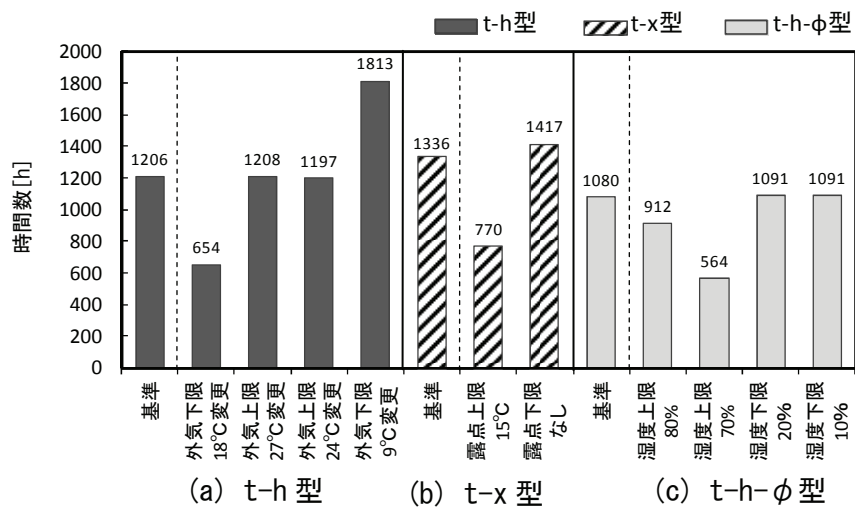 t-h型 t-x型 t-h-φ型
時間数[h]
2000
1800
1600
1400
1200
1000
800
600
400
200
0
1206
654
1208
1197
1813
1336
770
1417
1080
912
564
1091
1091
基準
外気下限
18℃変更
外気上限
27℃変更
外気上限
24℃変更
外気下限
9℃変更
基準
露点上限
15℃
露点下限
なし
基準
湿度上限
80%
湿度上限
70%
湿度下限
20%
湿度下限
10%
(a) t-h 型 (b) t-x 型 (c) t-h-φ 型